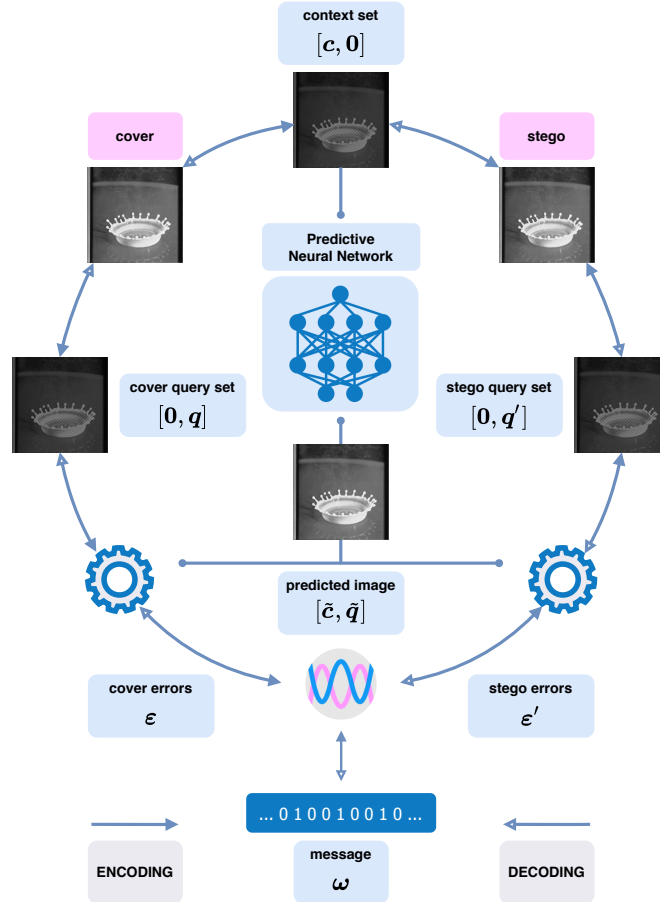 context set
[c, 0]
cover
stego
Predictive
Neural Network
cover query set
[0, q]
stego query set
[0, q′]
predicted image
[c̃, q̃]
cover errors
ε
stego errors
ε′
... 0 1 0 0 1 0 0 1 0 ...
ENCODING
message
ω
DECODING